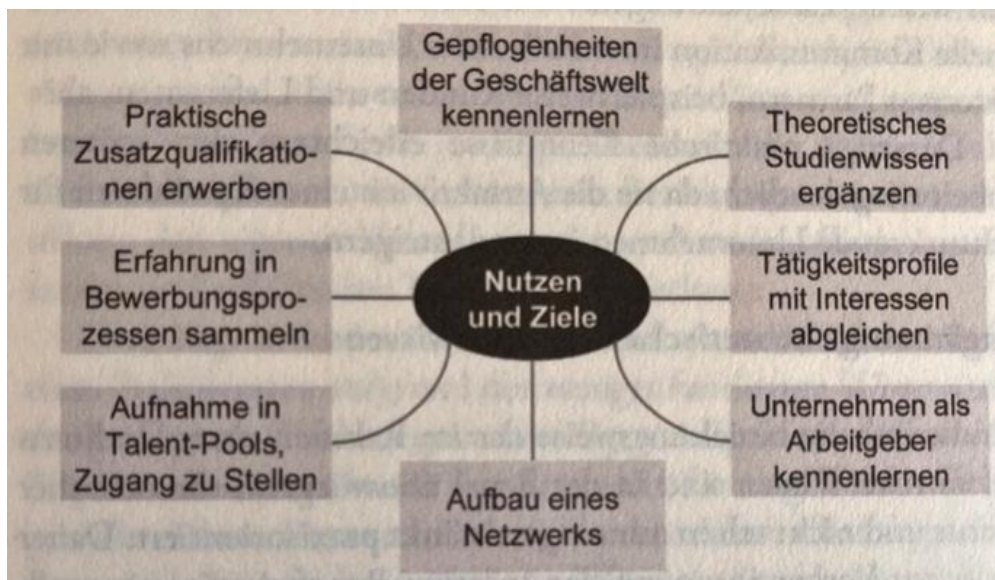 Gepflogenheiten
der Geschäftswelt
kennenlernen
Praktische
Zusatzqualifikatio-
nen erwerben
Theoretisches
Studienwissen
ergänzen
Erfahrung in
Bewerbungspro-
zessen sammeln
Nutzen
und Ziele
Tätigkeitsprofile
mit Interessen
abgleichen
Aufnahme in
Talent-Pools,
Zugang zu Stellen
Unternehmen als
Arbeitgeber
kennenlernen
Aufbau eines
Netzwerks